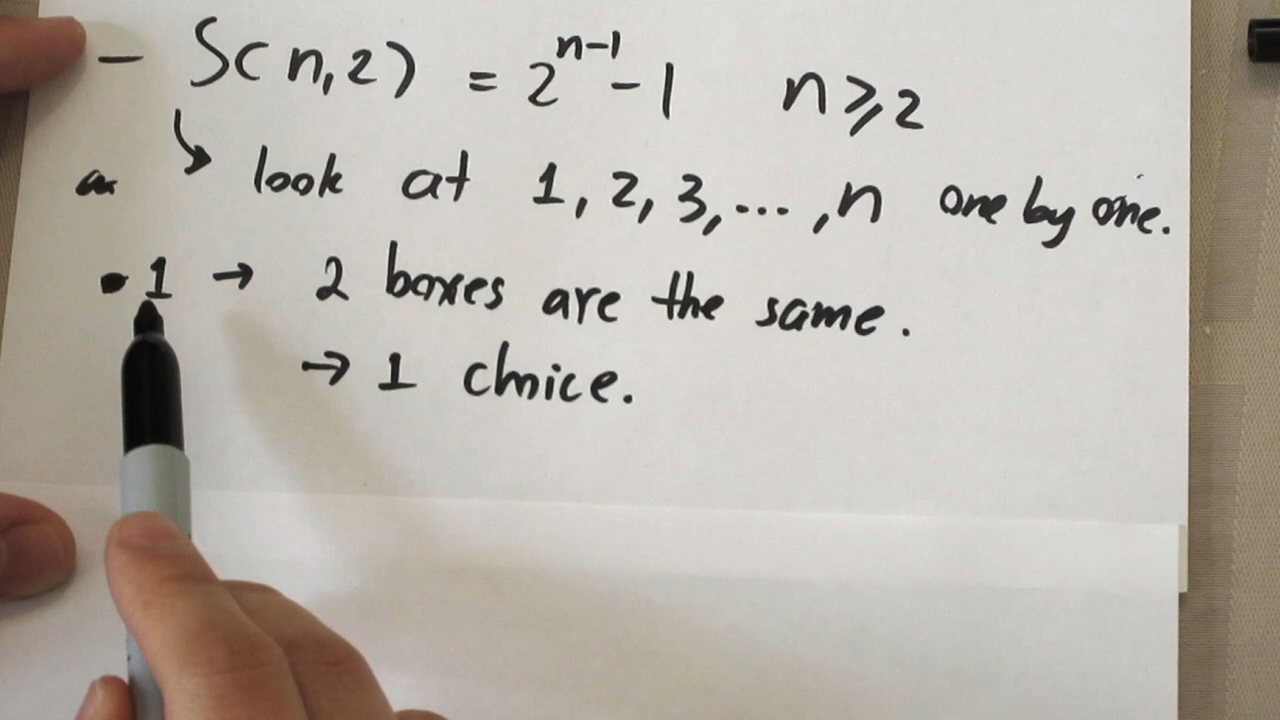 - S(n,2) = 2^{n-1} - 1 n ⩾ 2
↳ look at 1, 2, 3, ... , n one by one.
• 1 → 2 boxes are the same.
→ 1 choice.